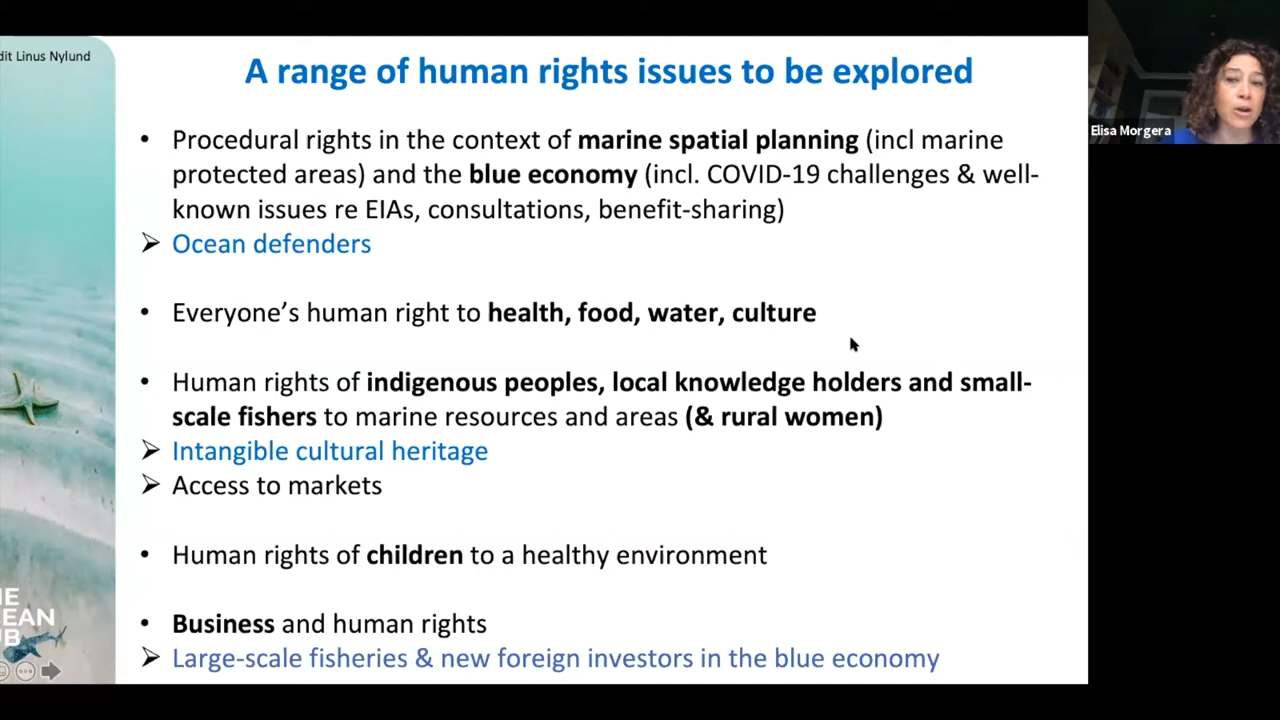 dit Linus Nylund
A range of human rights issues to be explored
Elisa Morgera
• Procedural rights in the context of marine spatial planning (incl marine
protected areas) and the blue economy (incl. COVID-19 challenges & well-
known issues re EIAs, consultations, benefit-sharing)
➢ Ocean defenders
• Everyone’s human right to health, food, water, culture
• Human rights of indigenous peoples, local knowledge holders and small-
scale fishers to marine resources and areas (& rural women)
➢ Intangible cultural heritage
➢ Access to markets
• Human rights of children to a healthy environment
• Business and human rights
➢ Large-scale fisheries & new foreign investors in the blue economy
IE
EAN
UB